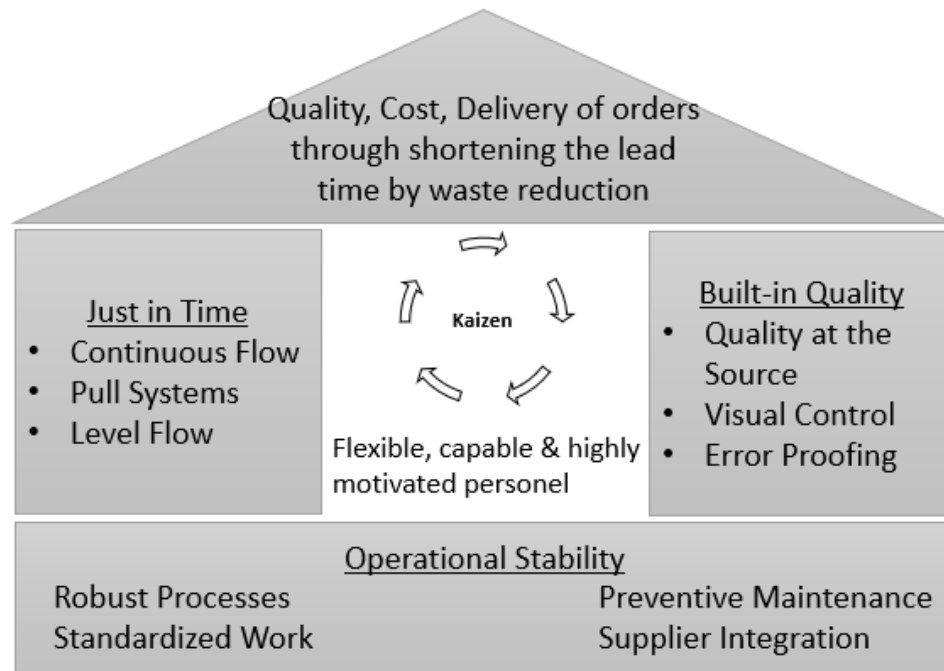 Quality, Cost, Delivery of orders
through shortening the lead
time by waste reduction
Just in Time
• Continuous Flow
• Pull Systems
• Level Flow
Kaizen
Flexible, capable & highly
motivated personel
Built-in Quality
• Quality at the
Source
• Visual Control
• Error Proofing
Operational Stability
Robust Processes
Standardized Work
Preventive Maintenance
Supplier Integration